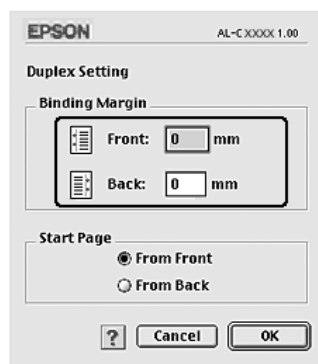 EPSON AL-C XXXX 1.00
Duplex Setting
Binding Margin
Front: 0 mm
Back: 0 mm
Start Page
From Front
From Back
? Cancel OK